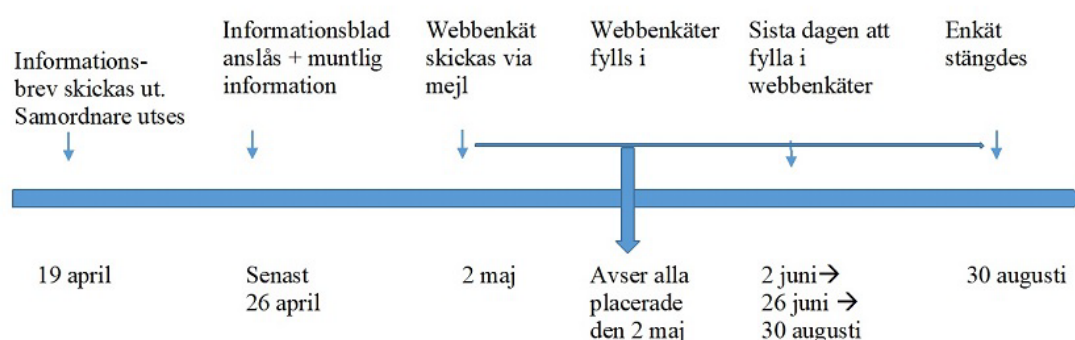 Informations-
brev skickas ut.
Samordnare utses
Informationsblad
anslås + muntlig
information
Webbenkät
skickas via
mejl
Webbenkäter
fylls i
Sista dagen att
fylla i
webbenkäter
Enkät
stängdes
19 april
Senast
26 april
2 maj
Avser alla
placerade
den 2 maj
2 juni→
26 juni →
30 augusti
30 augusti